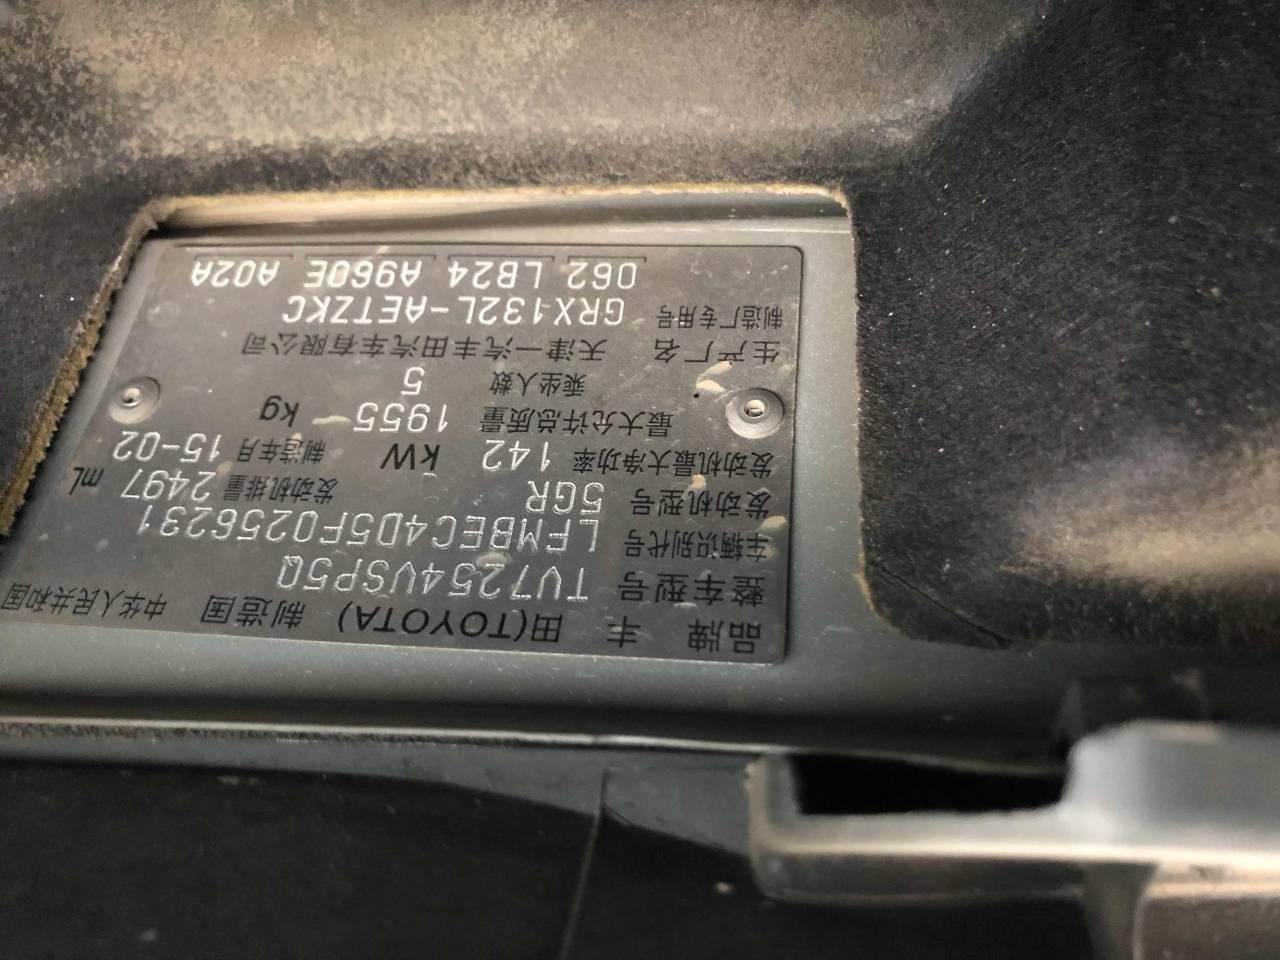 品牌 丰田(TOYOTA) 制造国 中华人民共和国
整车型号 TV7254VSP5Q
车辆识别代号 LFMBEC4D5F0256231
发动机型号 5GR 发动机排量 2497 mL
发动机最大净功率 142 kW 制造年月 15-02
最大允许总质量 1955 kg
乘坐人数 5
生产厂名 天津一汽丰田汽车有限公司
制造厂专用号 GRX132L-AETZKC
062 LB24 A960E A02A